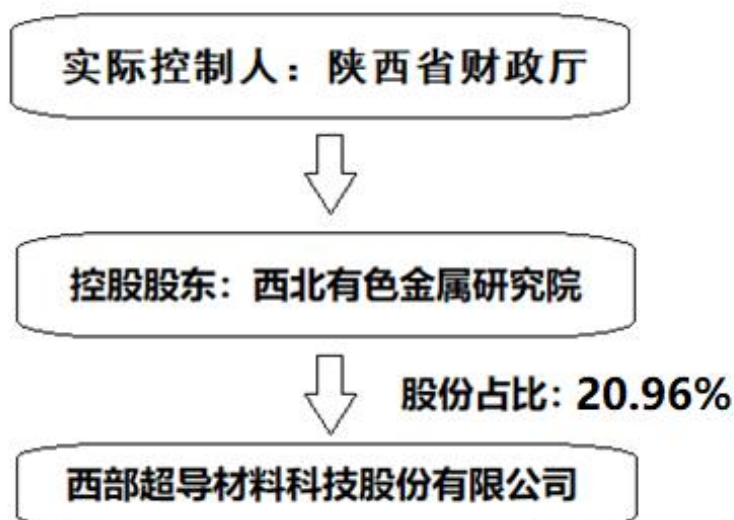 实际控制人：陕西省财政厅
控股股东：西北有色金属研究院
股份占比：20.96%
西部超导材料科技股份有限公司